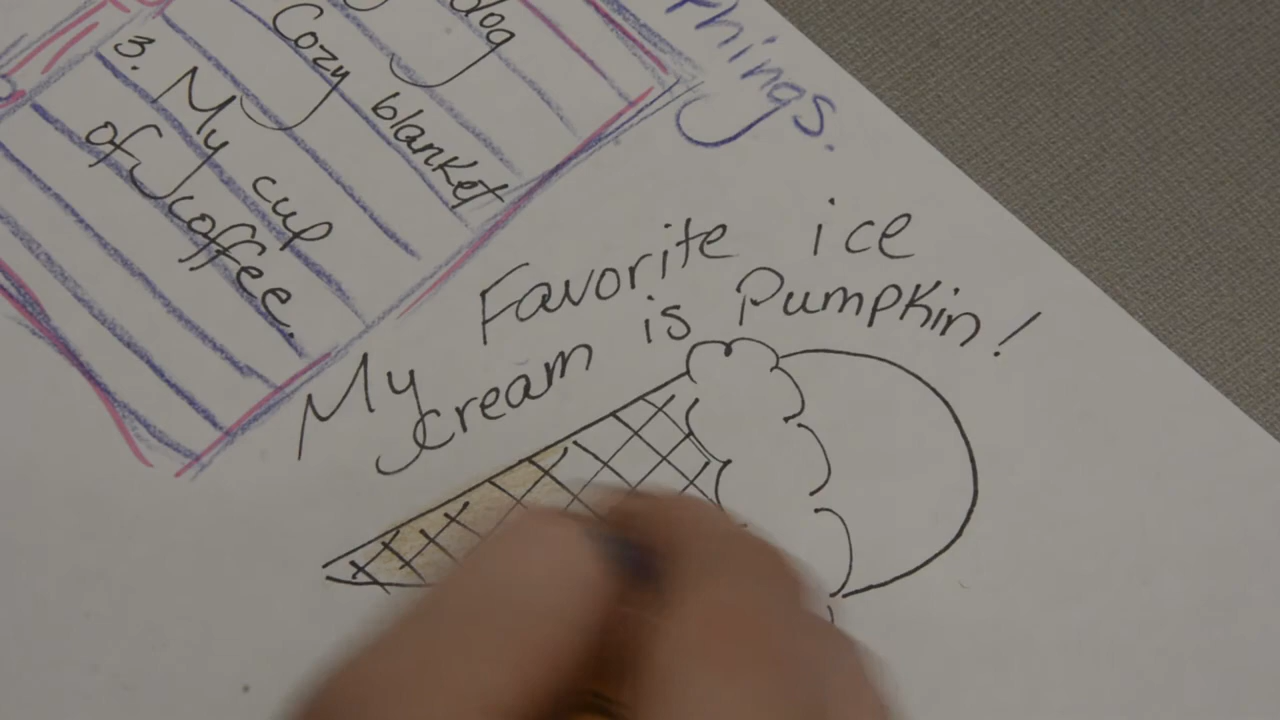 things.
dog
Cozy blanket
3. My cup
of coffee.
My Favorite ice
cream is Pumpkin!